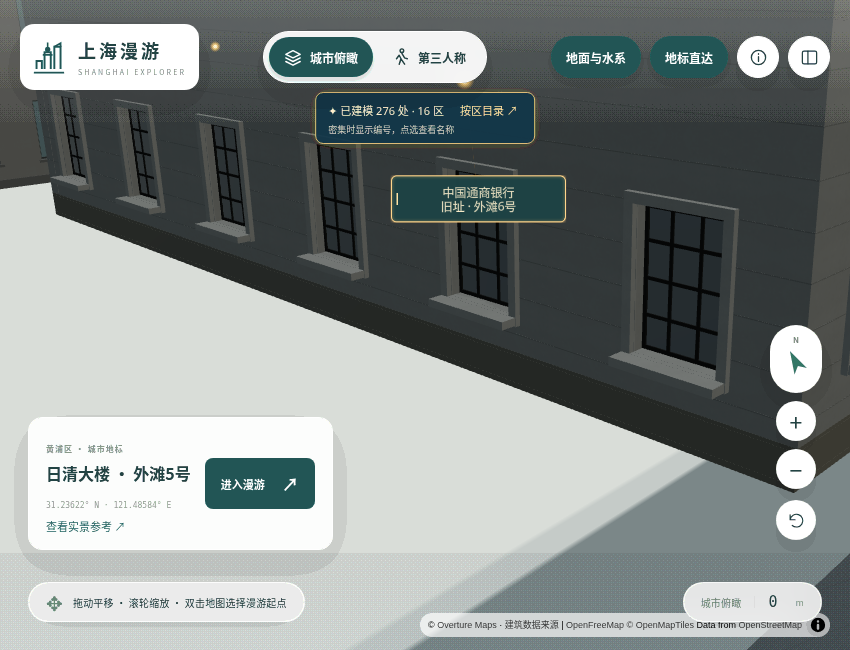 上海漫游
SHANGHAI EXPLORER
城市俯瞰
第三人称
地面与水系
地标直达
✦ 已建模 276 处 · 16 区 按区目录 ↗
密集时显示编号，点选查看名称
中国通商银行
旧址 · 外滩6号
N
黄浦区 · 城市地标
日清大楼 · 外滩5号
31.23622° N · 121.48584° E
查看实景参考 ↗
进入漫游 ↗
+
−
拖动平移 · 滚轮缩放 · 双击地图选择漫游起点
城市俯瞰 0 m
© Overture Maps · 建筑数据来源 | OpenFreeMap © OpenMapTiles Data from OpenStreetMap